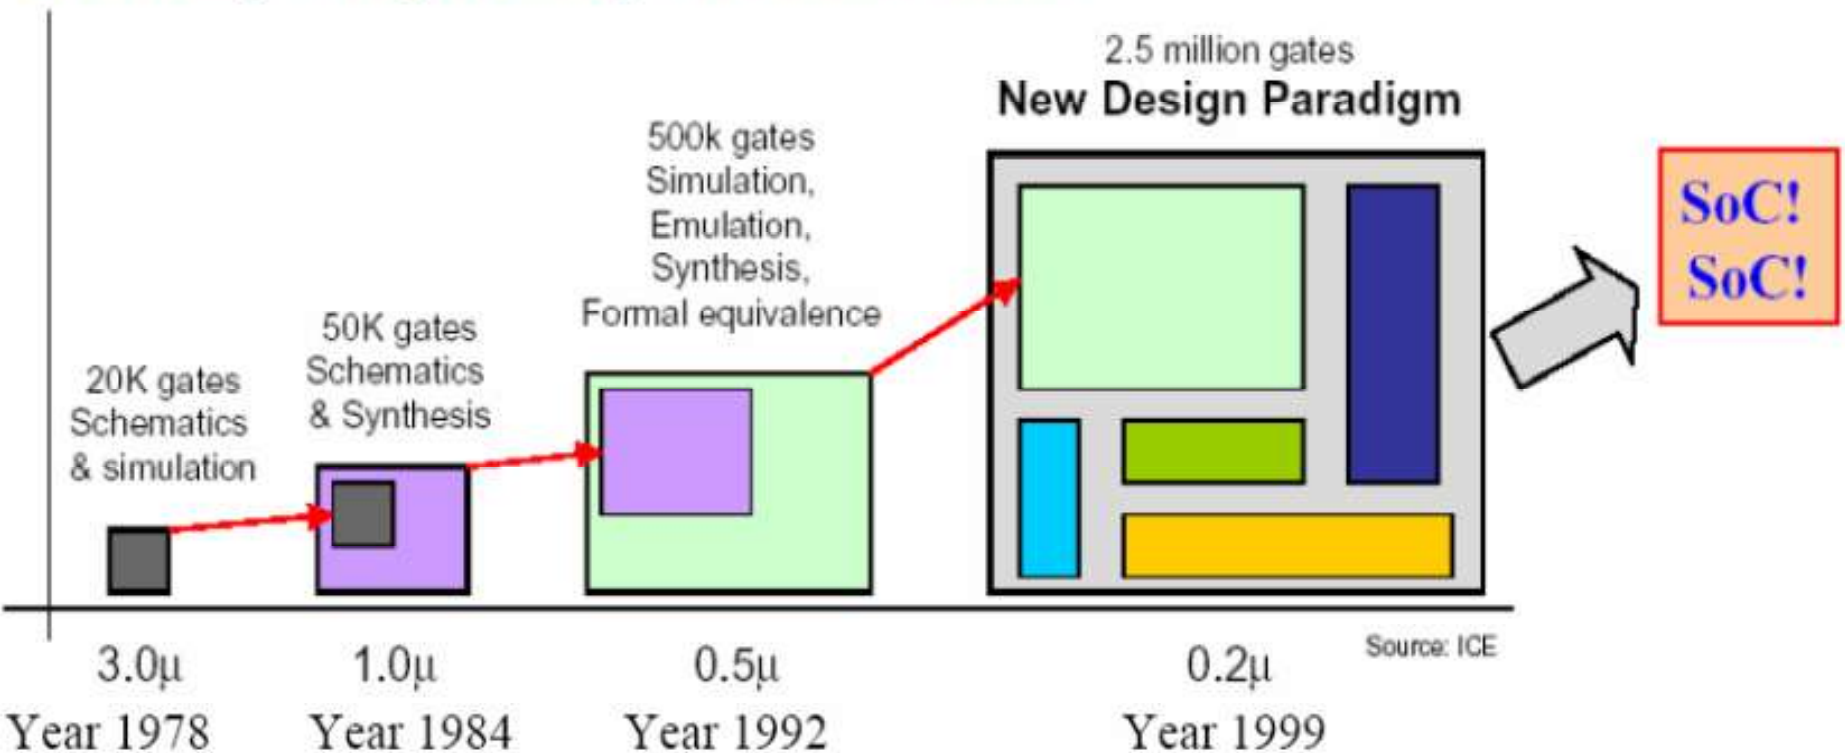 2.5 million gates
New Design Paradigm
500k gates
Simulation,
Emulation,
Synthesis,
Formal equivalence
50K gates
Schematics
& Synthesis
20K gates
Schematics
& simulation
SoC!
SoC!
3.0µ
1.0µ
0.5µ
0.2µ
Source: ICE
Year 1978
Year 1984
Year 1992
Year 1999